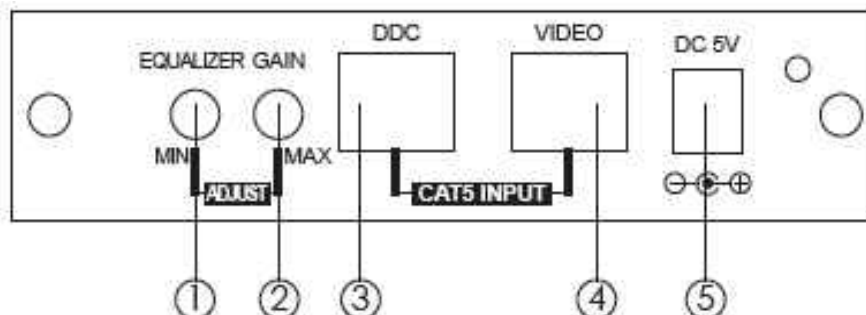 DDC VIDEO DC 5V
EQUALIZER GAIN
MIN MAX
ADJUST CAT5 INPUT
① ② ③ ④ ⑤